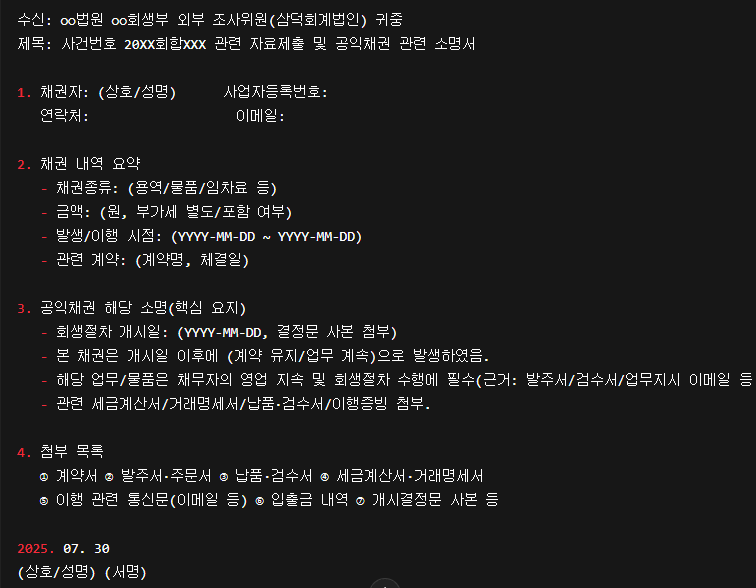 수신: oo법원 oo회생부 외부 조사위원(삼덕회계법인) 귀중
제목: 사건번호 20XX회합XXX 관련 자료제출 및 공익채권 관련 소명서
1. 채권자: (상호/성명) 사업자등록번호:
연락처: 이메일:
2. 채권 내역 요약
- 채권종류: (용역/물품/임차료 등)
- 금액: (원, 부가세 별도/포함 여부)
- 발생/이행 시점: (YYYY-MM-DD ~ YYYY-MM-DD)
- 관련 계약: (계약명, 체결일)
3. 공익채권 해당 소명(핵심 요지)
- 회생절차 개시일: (YYYY-MM-DD, 결정문 사본 첨부)
- 본 채권은 개시일 이후에 (계약 유지/업무 계속)으로 발생하였음.
- 해당 업무/물품은 채무자의 영업 지속 및 회생절차 수행에 필수(근거: 발주서/검수서/업무지시 이메일 등
- 관련 세금계산서/거래명세서/납품·검수서/이행증빙 첨부.
4. 첨부 목록
① 계약서 ② 발주서·주문서 ③ 납품·검수서 ④ 세금계산서·거래명세서
⑤ 이행 관련 통신문(이메일 등) ⑥ 입출금 내역 ⑦ 개시결정문 사본 등
2025. 07. 30
(상호/성명) (서명)